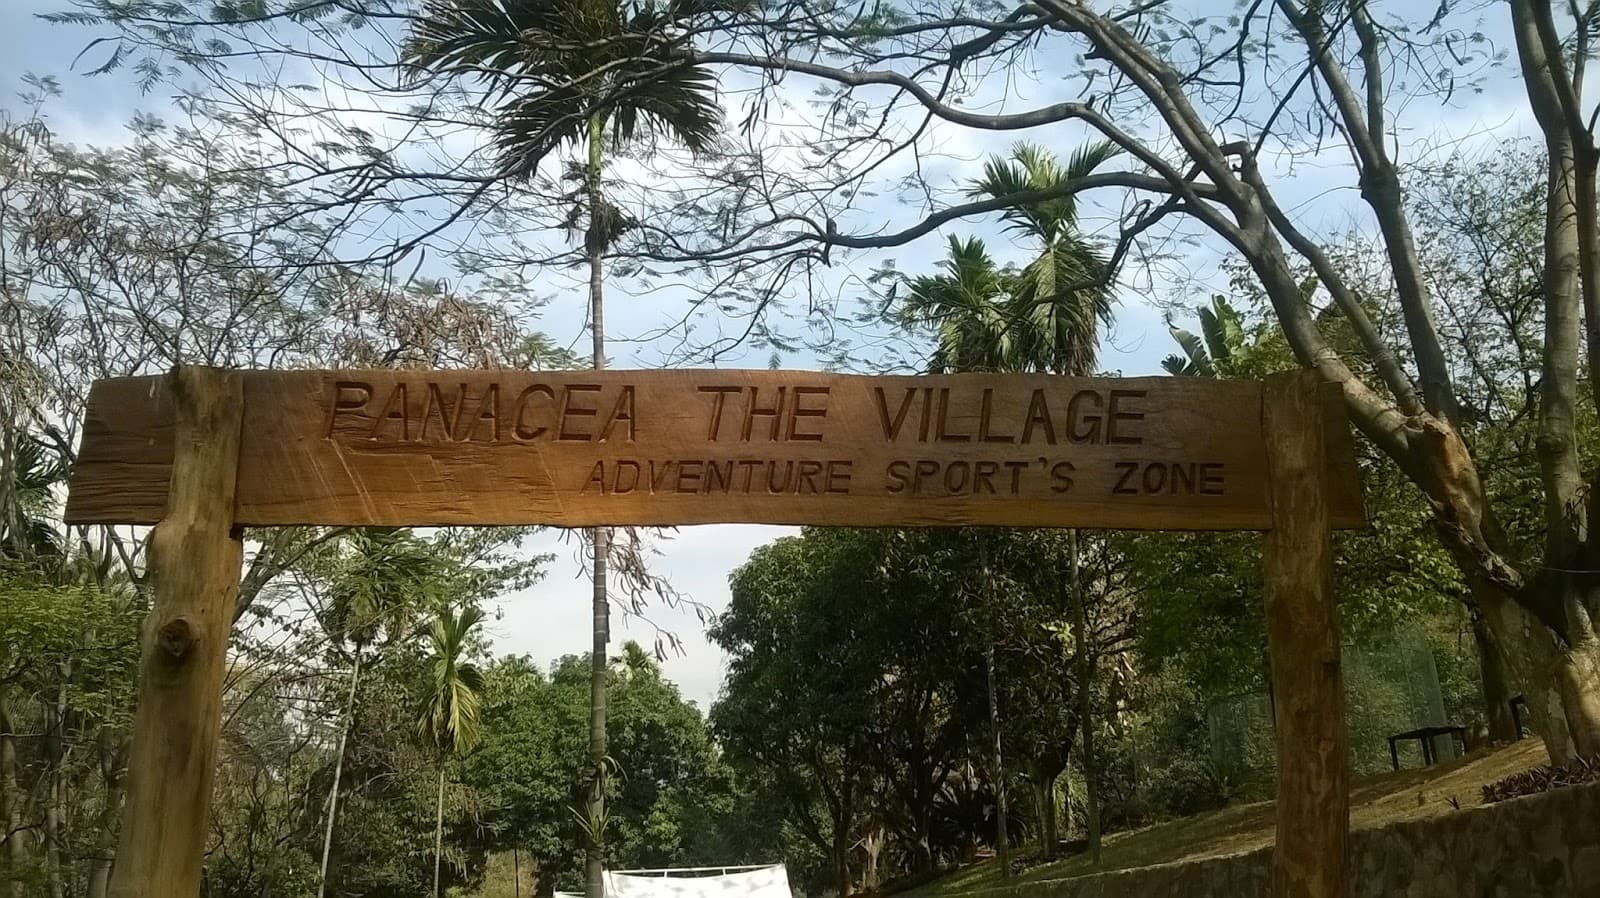 PANACEA THE VILLAGE
ADVENTURE SPORT'S ZONE